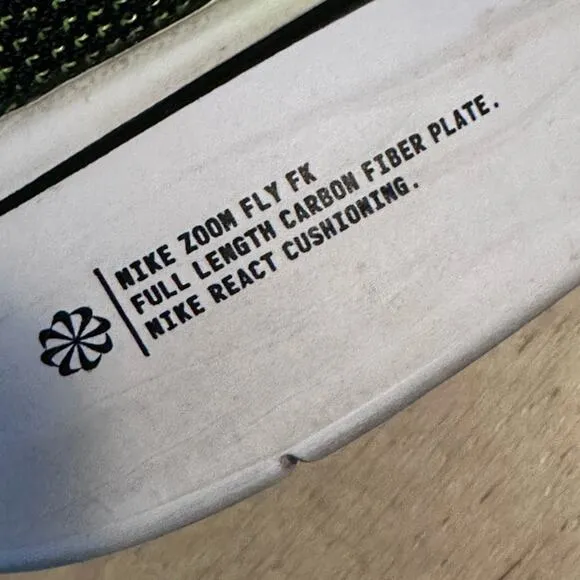 NIKE ZOOM FLY FK
FULL LENGTH CARBON FIBER PLATE.
NIKE REACT CUSHIONING.